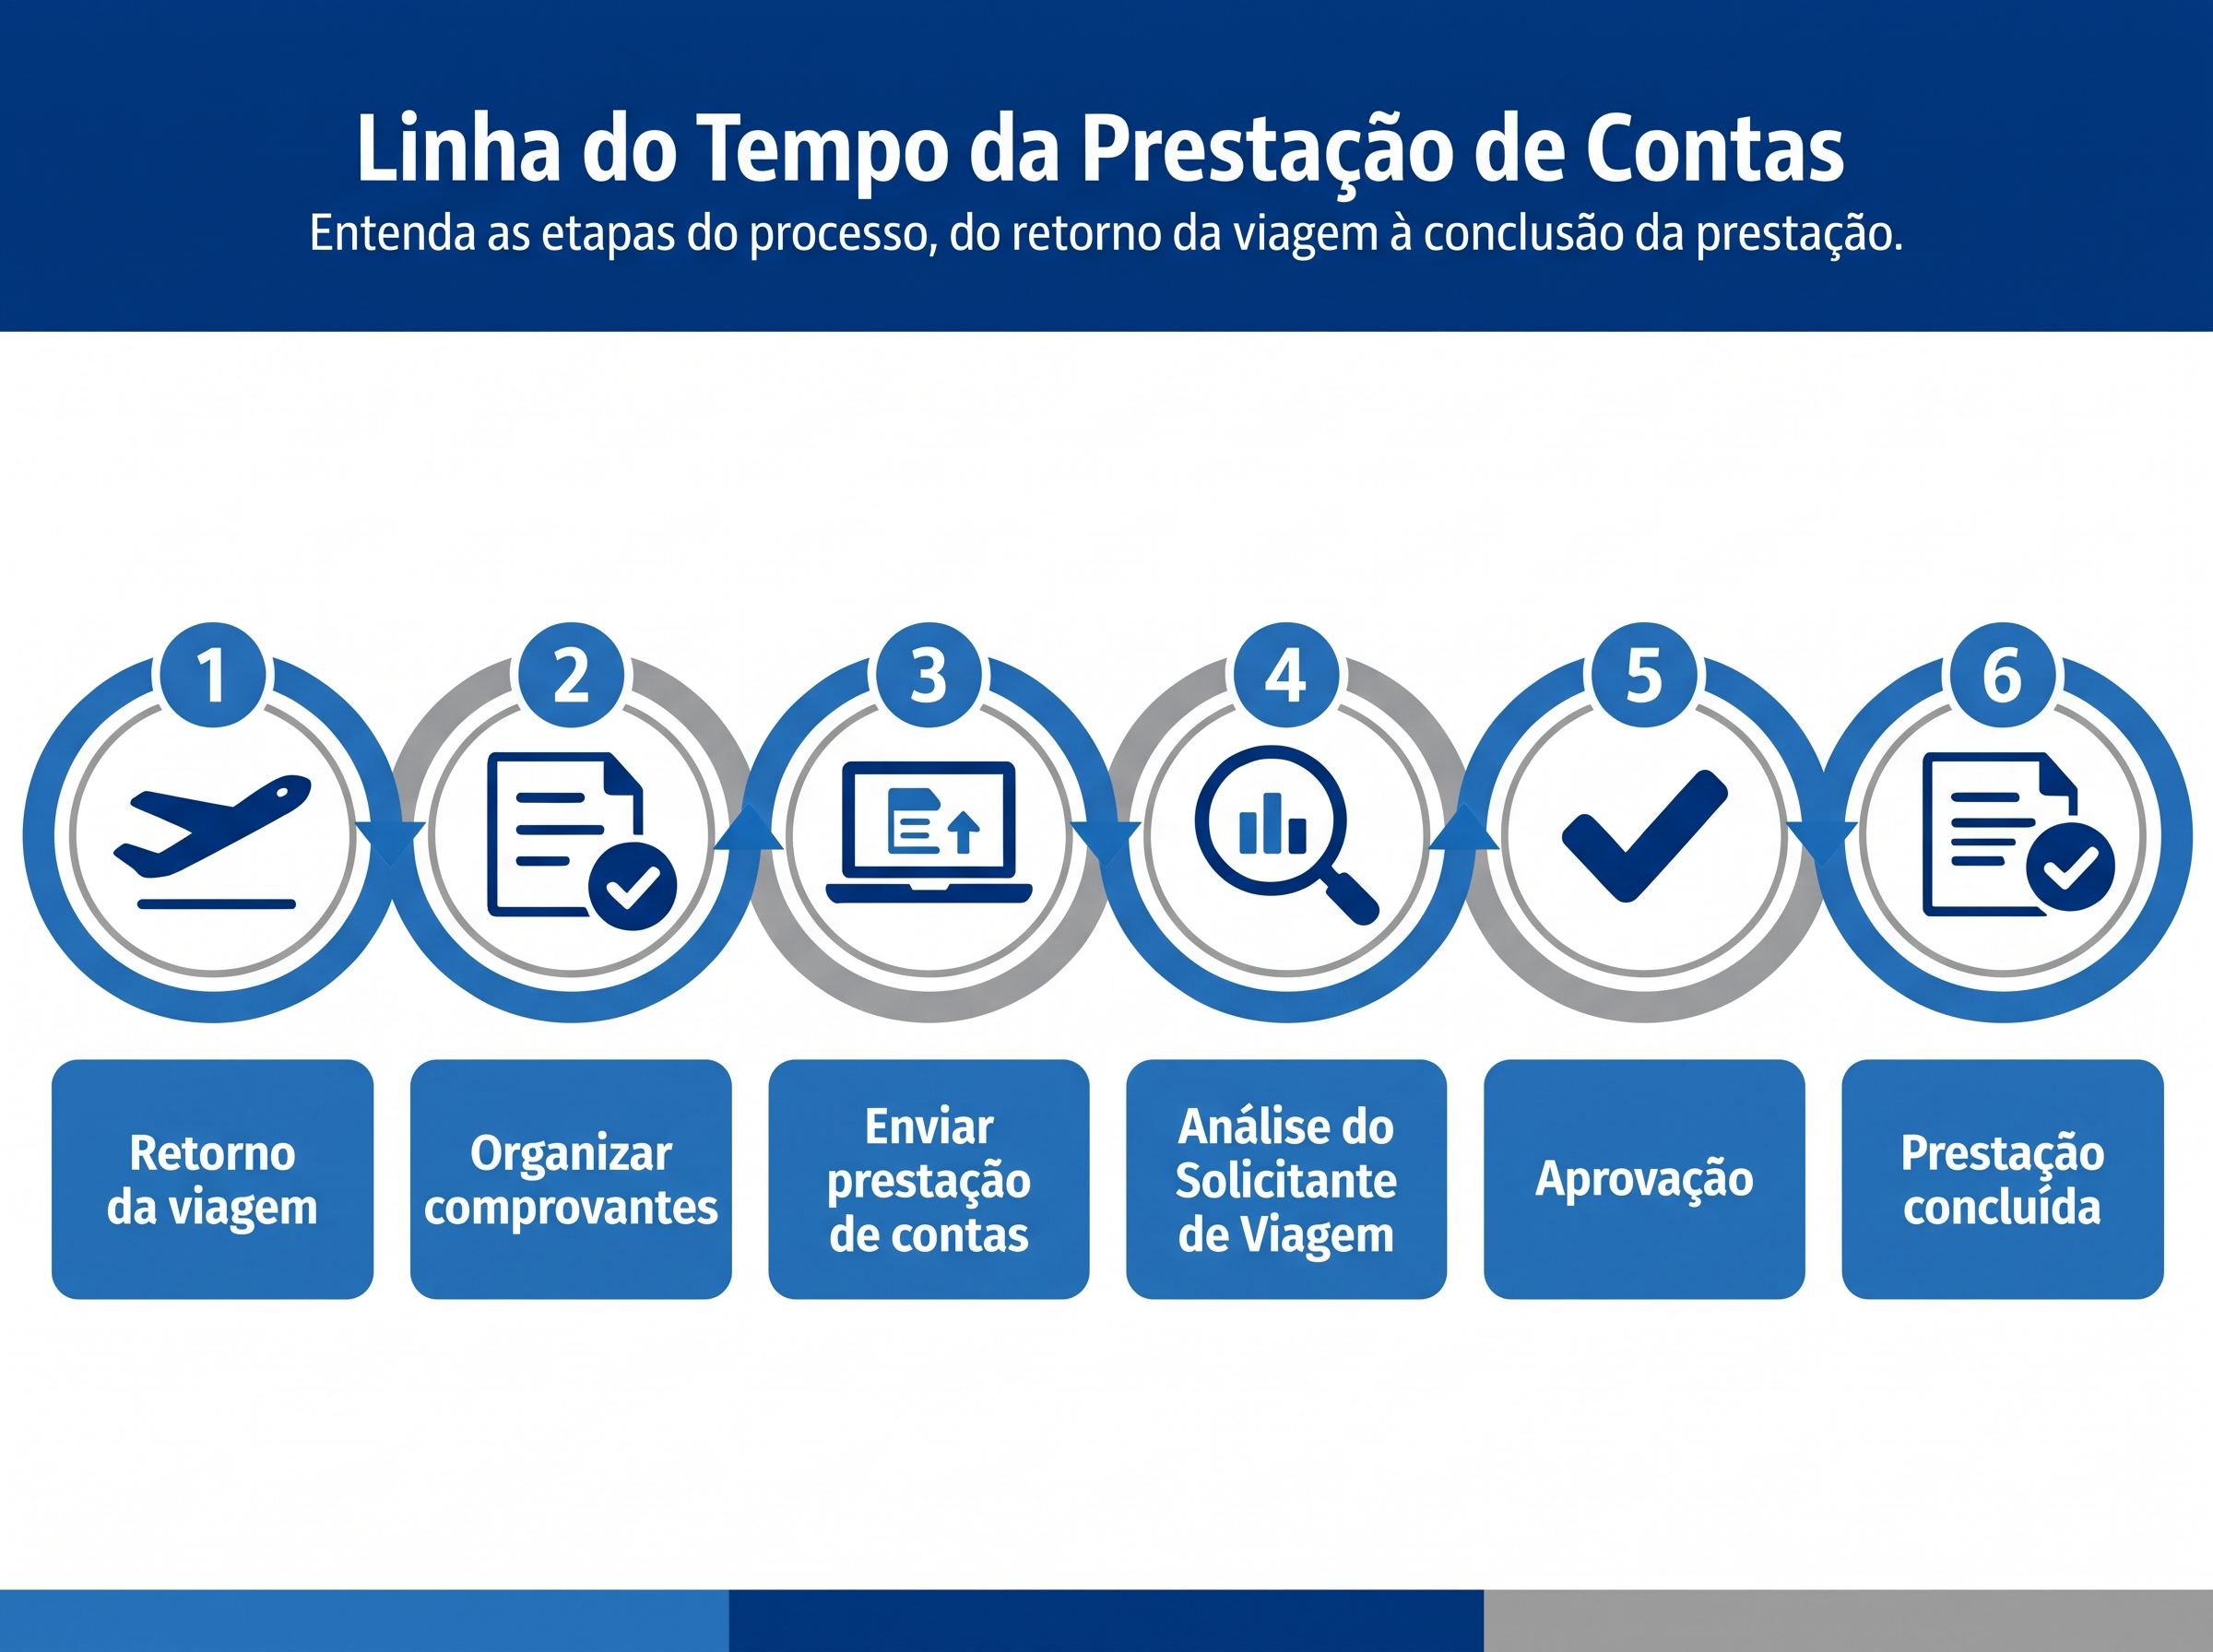 Linha do Tempo da Prestação de Contas
Entenda as etapas do processo, do retorno da viagem à conclusão da prestação.
1
2
3
4
5
6
Retorno
da viagem
Organizar
comprovantes
Enviar
prestação
de contas
Análise do
Solicitante
de Viagem
Aprovação
Prestação
concluída